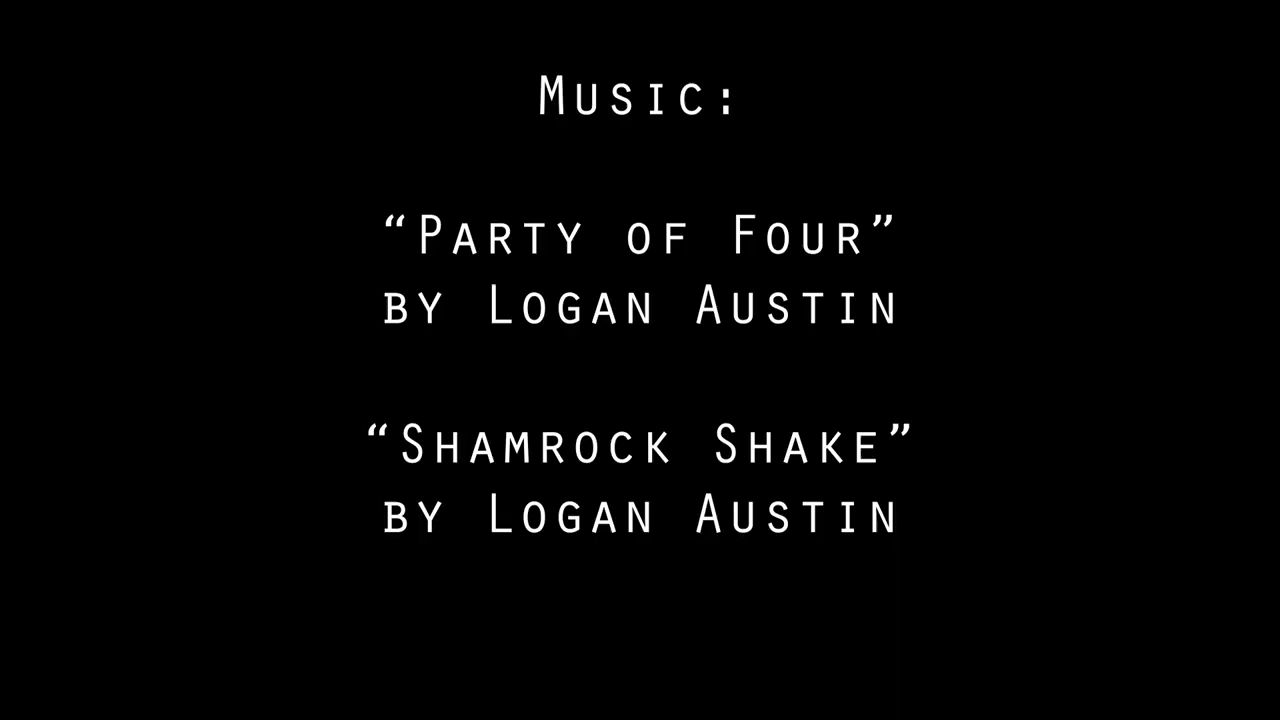 Music:
“Party of Four”
by Logan Austin
“Shamrock Shake”
by Logan Austin